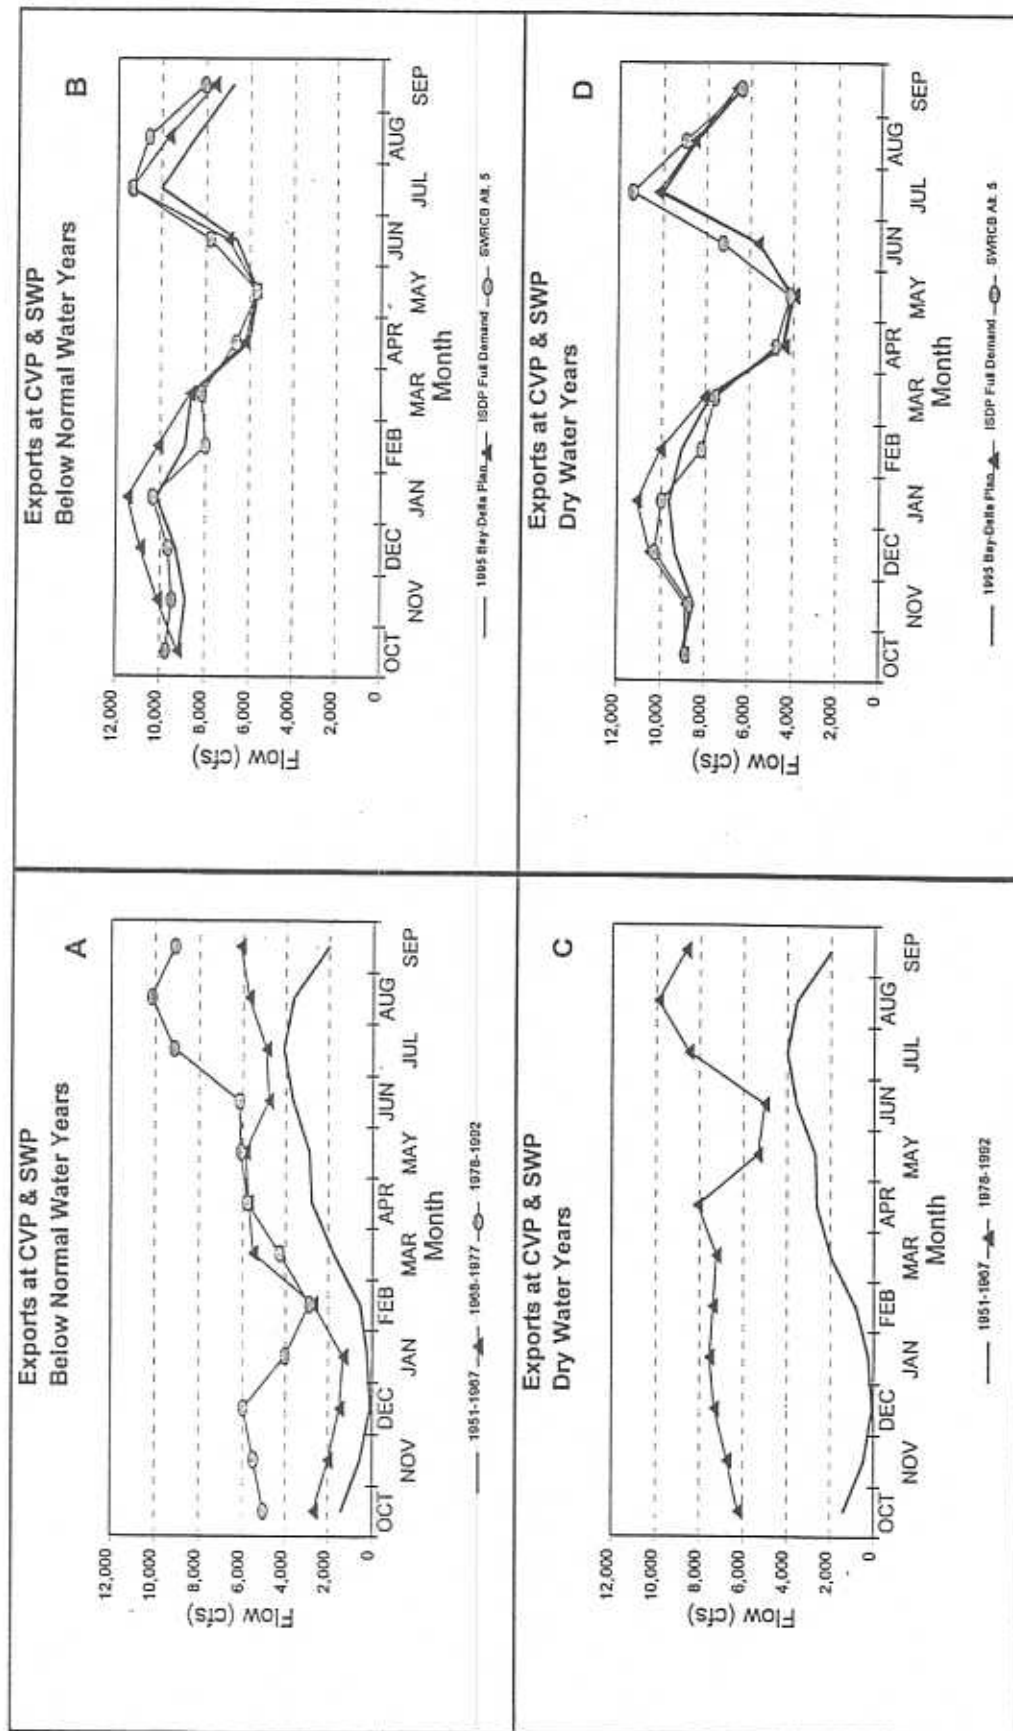 Exports at CVP & SWP
Below Normal Water Years
A
12,000
10,000
8,000
6,000
4,000
2,000
0
Flow (cfs)
OCT NOV DEC JAN FEB MAR APR MAY JUN JUL AUG SEP
Month
1951-1967 1968-1977 1978-1992
Exports at CVP & SWP
Below Normal Water Years
B
12,000
10,000
8,000
6,000
4,000
2,000
0
Flow (cfs)
OCT NOV DEC JAN FEB MAR APR MAY JUN JUL AUG SEP
Month
1995 Bay-Delta Plan ISDP Full Demand SWRCB Alt. 5
Exports at CVP & SWP
Dry Water Years
C
12,000
10,000
8,000
6,000
4,000
2,000
0
Flow (cfs)
OCT NOV DEC JAN FEB MAR APR MAY JUN JUL AUG SEP
Month
1951-1967 1978-1992
Exports at CVP & SWP
Dry Water Years
D
12,000
10,000
8,000
6,000
4,000
2,000
0
Flow (cfs)
OCT NOV DEC JAN FEB MAR APR MAY JUN JUL AUG SEP
Month
1995 Bay-Delta Plan ISDP Full Demand SWRCB Alt. 5